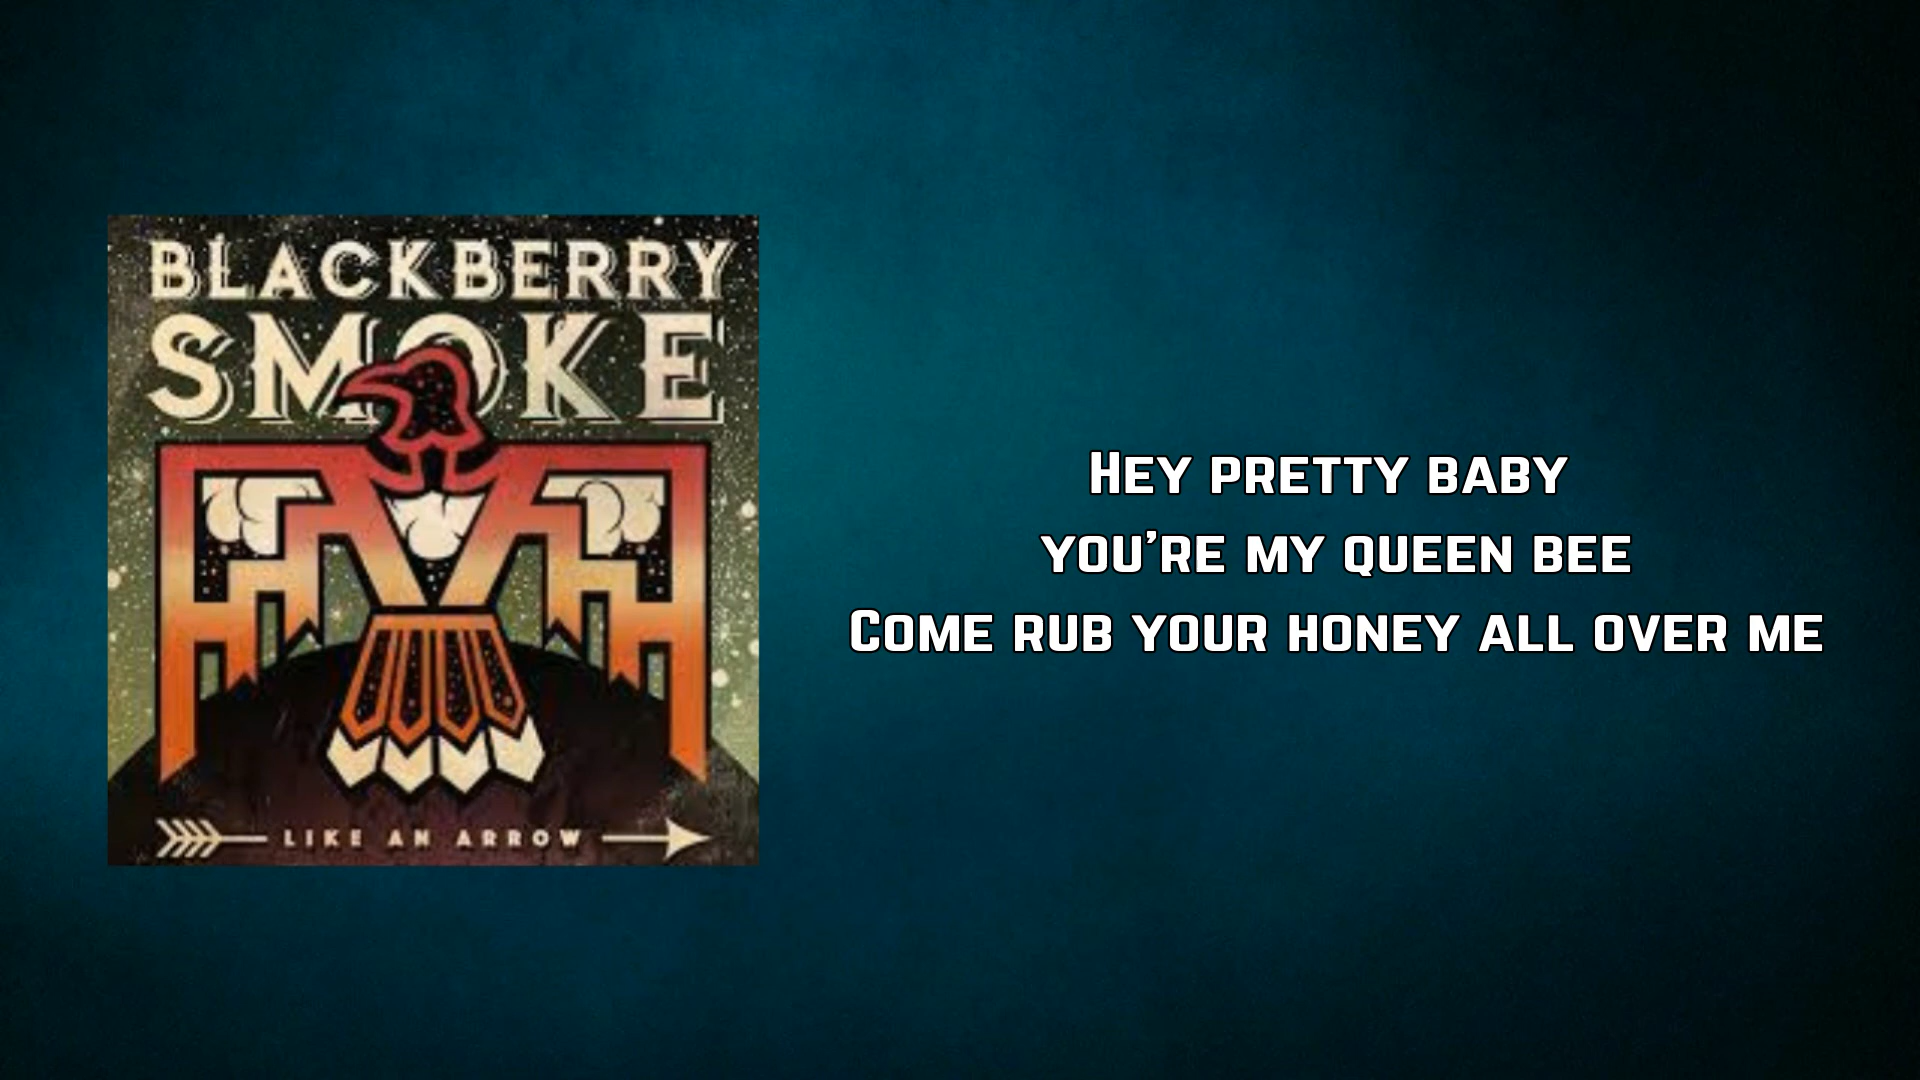 BLACKBERRY
SMOKE
LIKE AN ARROW
Hey pretty baby
you're my queen bee
Come rub your honey all over me